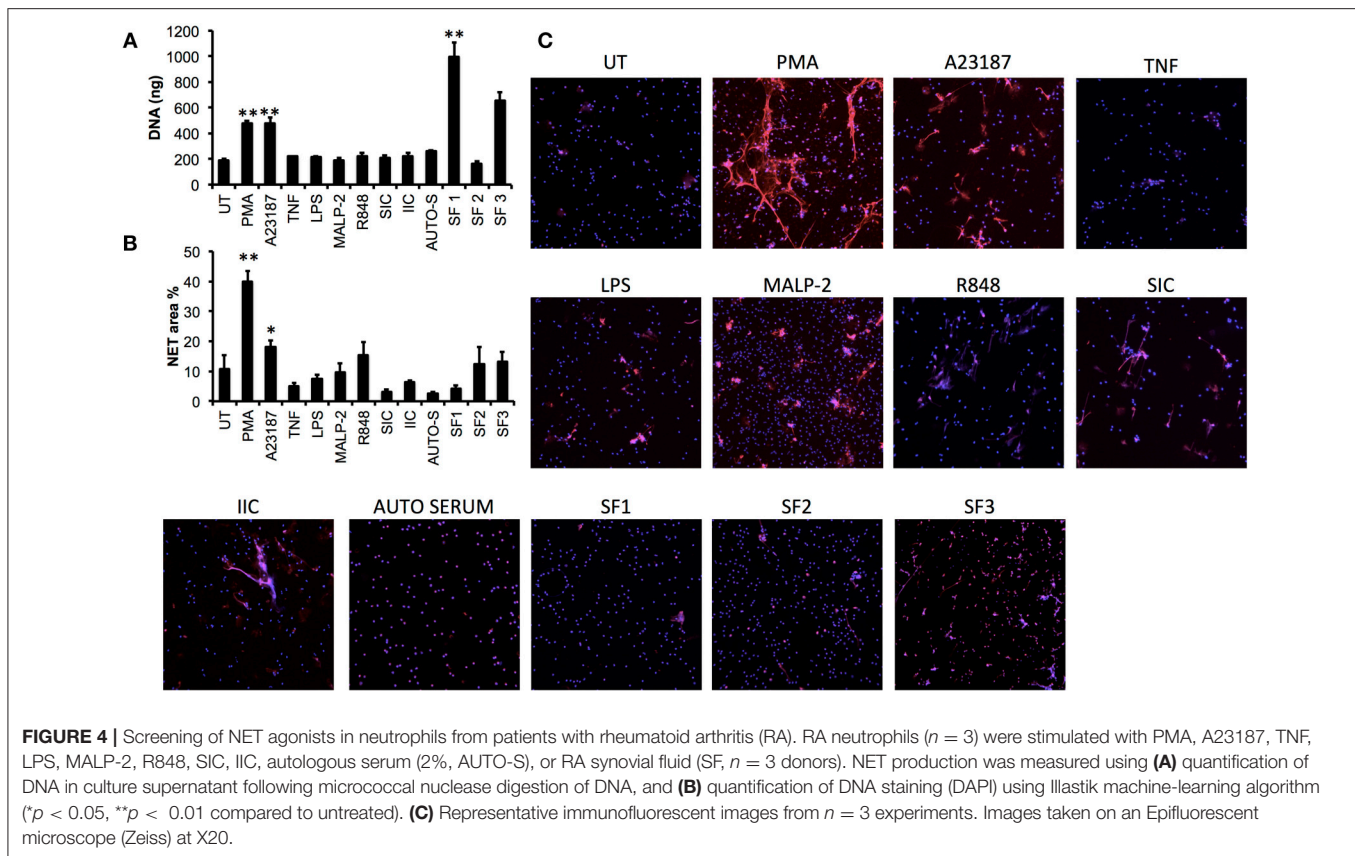 A
DNA (ng)
1200
1000
800
600
400
200
0
**
**
**
UT
PMA
A23187
TNF
LPS
MALP-2
R848
SIC
IIC
AUTO-S
SF 1
SF 2
SF 3
B
NET area %
50
40
30
20
10
0
**
*
UT
PMA
A23187
TNF
LPS
MALP-2
R848
SIC
IIC
AUTO-S
SF1
SF2
SF3
C
UT
PMA
A23187
TNF
LPS
MALP-2
R848
SIC
IIC
AUTO SERUM
SF1
SF2
SF3
FIGURE 4 | Screening of NET agonists in neutrophils from patients with rheumatoid arthritis (RA). RA neutrophils (n = 3) were stimulated with PMA, A23187, TNF,
LPS, MALP-2, R848, SIC, IIC, autologous serum (2%, AUTO-S), or RA synovial fluid (SF, n = 3 donors). NET production was measured using (A) quantification of
DNA in culture supernatant following micrococcal nuclease digestion of DNA, and (B) quantification of DNA staining (DAPI) using Illastik machine-learning algorithm
(*p < 0.05, **p < 0.01 compared to untreated). (C) Representative immunofluorescent images from n = 3 experiments. Images taken on an Epifluorescent
microscope (Zeiss) at X20.